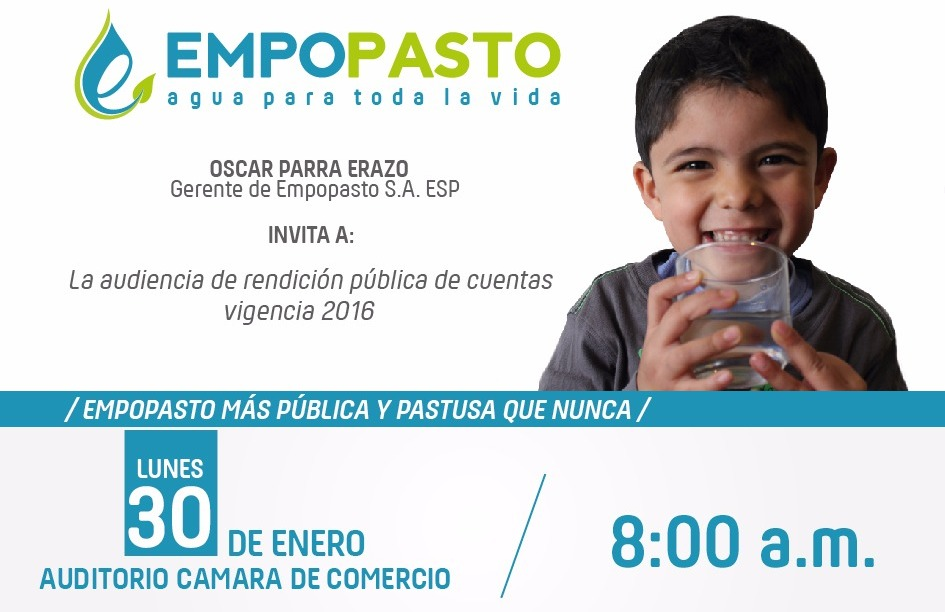 EMPOPASTO
agua para toda la vida
OSCAR PARRA ERAZO
Gerente de Empopasto S.A. ESP
INVITA A:
La audiencia de rendición pública de cuentas
vigencia 2016
/ EMPOPASTO MÁS PÚBLICA Y PASTUSA QUE NUNCA /
LUNES
30
DE ENERO
AUDITORIO CAMARA DE COMERCIO
8:00 a.m.